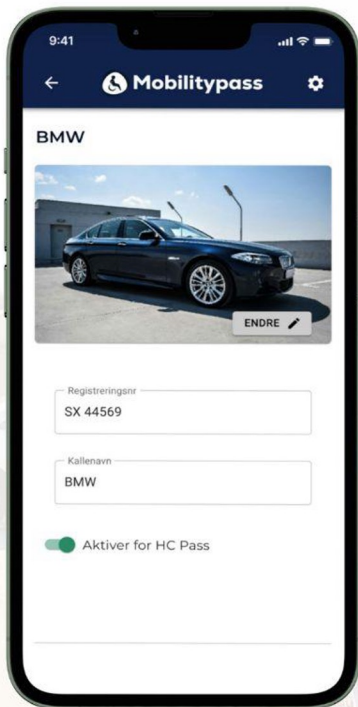 9:41
Mobilitypass
BMW
ENDRE
Registreringsnr
SX 44569
Kallenavn
BMW
Aktiver for HC Pass